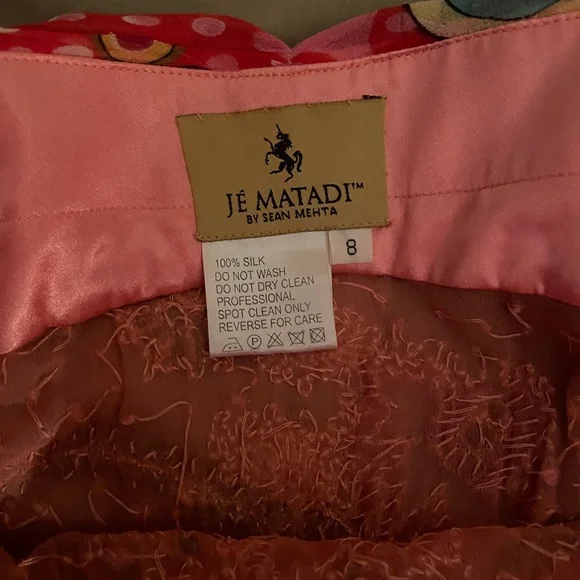 JÉ MATADI™
BY SEAN MEHTA
8
100% SILK
DO NOT WASH
DO NOT DRY CLEAN
PROFESSIONAL
SPOT CLEAN ONLY
REVERSE FOR CARE
P